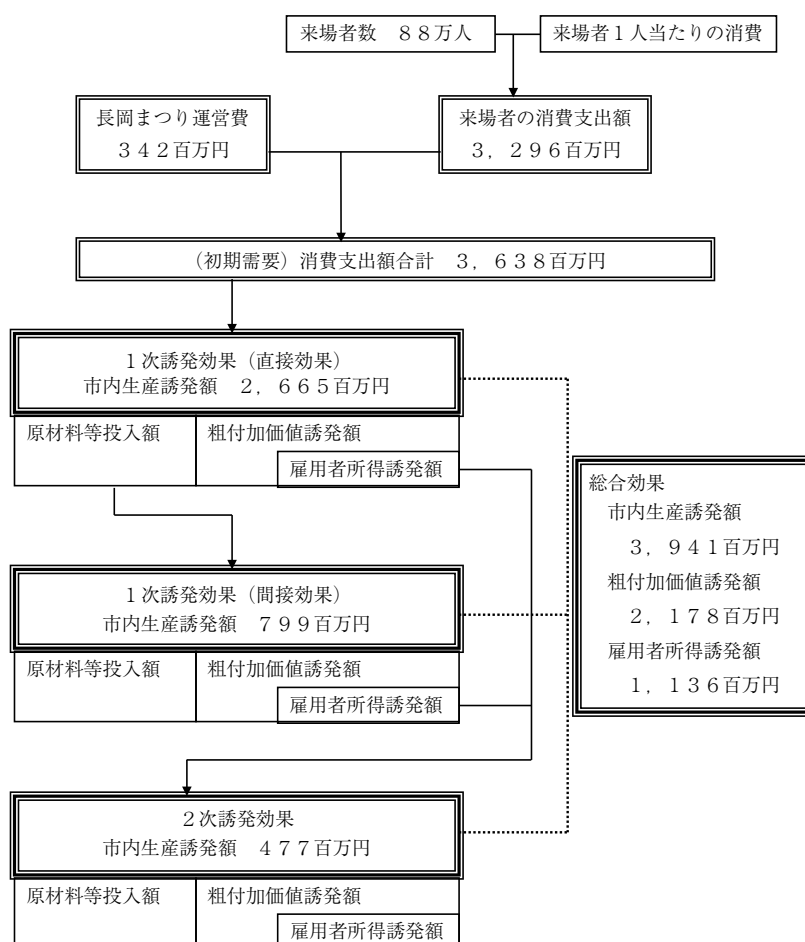 来場者数　８８万人
来場者１人当たりの消費
長岡まつり運営費
３４２百万円
来場者の消費支出額
３，２９６百万円
（初期需要）消費支出額合計　３，６３８百万円
１次誘発効果（直接効果）
市内生産誘発額　２，６６５百万円
原材料等投入額
粗付加価値誘発額
雇用者所得誘発額
総合効果
市内生産誘発額
３，９４１百万円
粗付加価値誘発額
２，１７８百万円
雇用者所得誘発額
１，１３６百万円
１次誘発効果（間接効果）
市内生産誘発額　７９９百万円
原材料等投入額
粗付加価値誘発額
雇用者所得誘発額
２次誘発効果
市内生産誘発額　４７７百万円
原材料等投入額
粗付加価値誘発額
雇用者所得誘発額